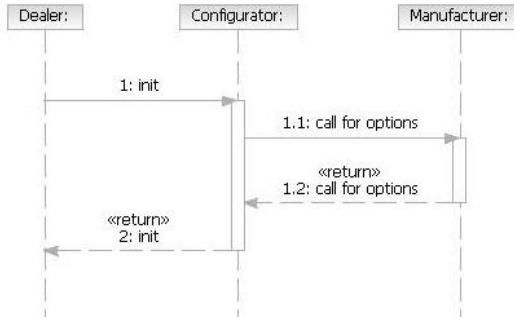 Dealer: Configurator: Manufacturer:
1: init
1.1: call for options
«return»
1.2: call for options
«return»
2: init